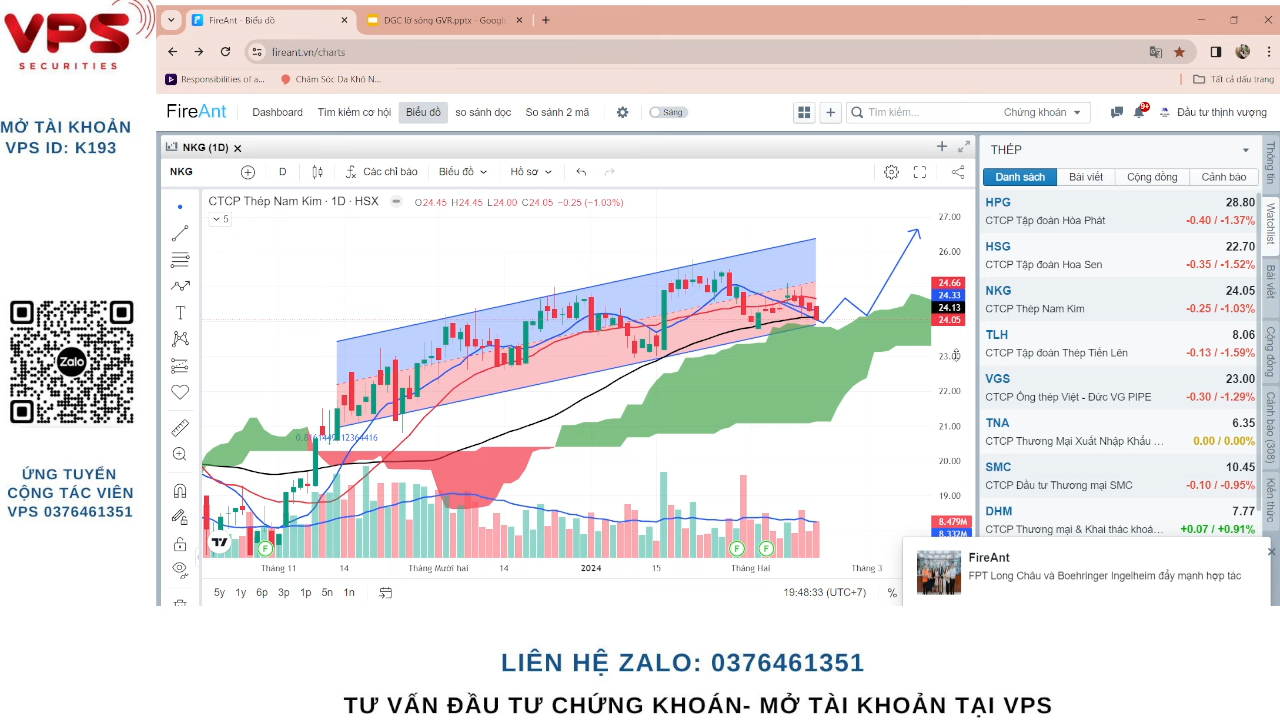 VPS
SECURITIES
MỞ TÀI KHOẢN
VPS ID: K193
Zalo
ỨNG TUYỂN
CỘNG TÁC VIÊN
VPS 0376461351
FireAnt - Biểu đồ
DGC lỡ sóng GVR.pptx - Google
fireant.vn/charts
Responsibilities of a...
Chăm Sóc Da Khô N...
Tất cả dấu trang
FireAnt
Dashboard
Tìm kiếm cơ hội
Biểu đồ
so sánh dọc
So sánh 2 mã
Sáng
Tìm kiếm...
Chứng khoán
9+
Đầu tư thịnh vượng
NKG (1D)
NKG
D
Các chỉ báo
Biểu đồ
Hồ sơ
CTCP Thép Nam Kim · 1D · HSX
O24.45 H24.45 L24.00 C24.05 −0.25 (−1.03%)
5
27.00
26.00
24.66
24.33
24.13
24.05
23.00
22.00
21.00
20.00
19.00
8.479M
8.332M
F
F
F
Tháng 11
14
Tháng Mười hai
14
2024
15
Tháng Hai
Tháng 3
5y
1y
6p
3p
1p
5n
1n
19:48:33 (UTC+7)
%
THÉP
Danh sách
Bài viết
Cộng đồng
Cảnh báo
HPG 28.80
CTCP Tập đoàn Hòa Phát -0.40 / -1.37%
HSG 22.70
CTCP Tập đoàn Hoa Sen -0.35 / -1.52%
NKG 24.05
CTCP Thép Nam Kim -0.25 / -1.03%
TLH 8.06
CTCP Tập đoàn Thép Tiến Lên -0.13 / -1.59%
VGS 23.00
CTCP Ống thép Việt - Đức VG PIPE -0.30 / -1.29%
TNA 6.35
CTCP Thương Mại Xuất Nhập Khẩu ... 0.00 / 0.00%
SMC 10.45
CTCP Đầu tư Thương mại SMC -0.10 / -0.95%
DHM 7.77
CTCP Thương mại & Khai thác khoá... +0.07 / +0.91%
Thông tin
Watchlist
Bài viết
Cộng đồng
Cảnh báo (308)
Kiến thức
FireAnt
FPT Long Châu và Boehringer Ingelheim đẩy mạnh hợp tác
LIÊN HỆ ZALO: 0376461351
TƯ VẤN ĐẦU TƯ CHỨNG KHOÁN- MỞ TÀI KHOẢN TẠI VPS